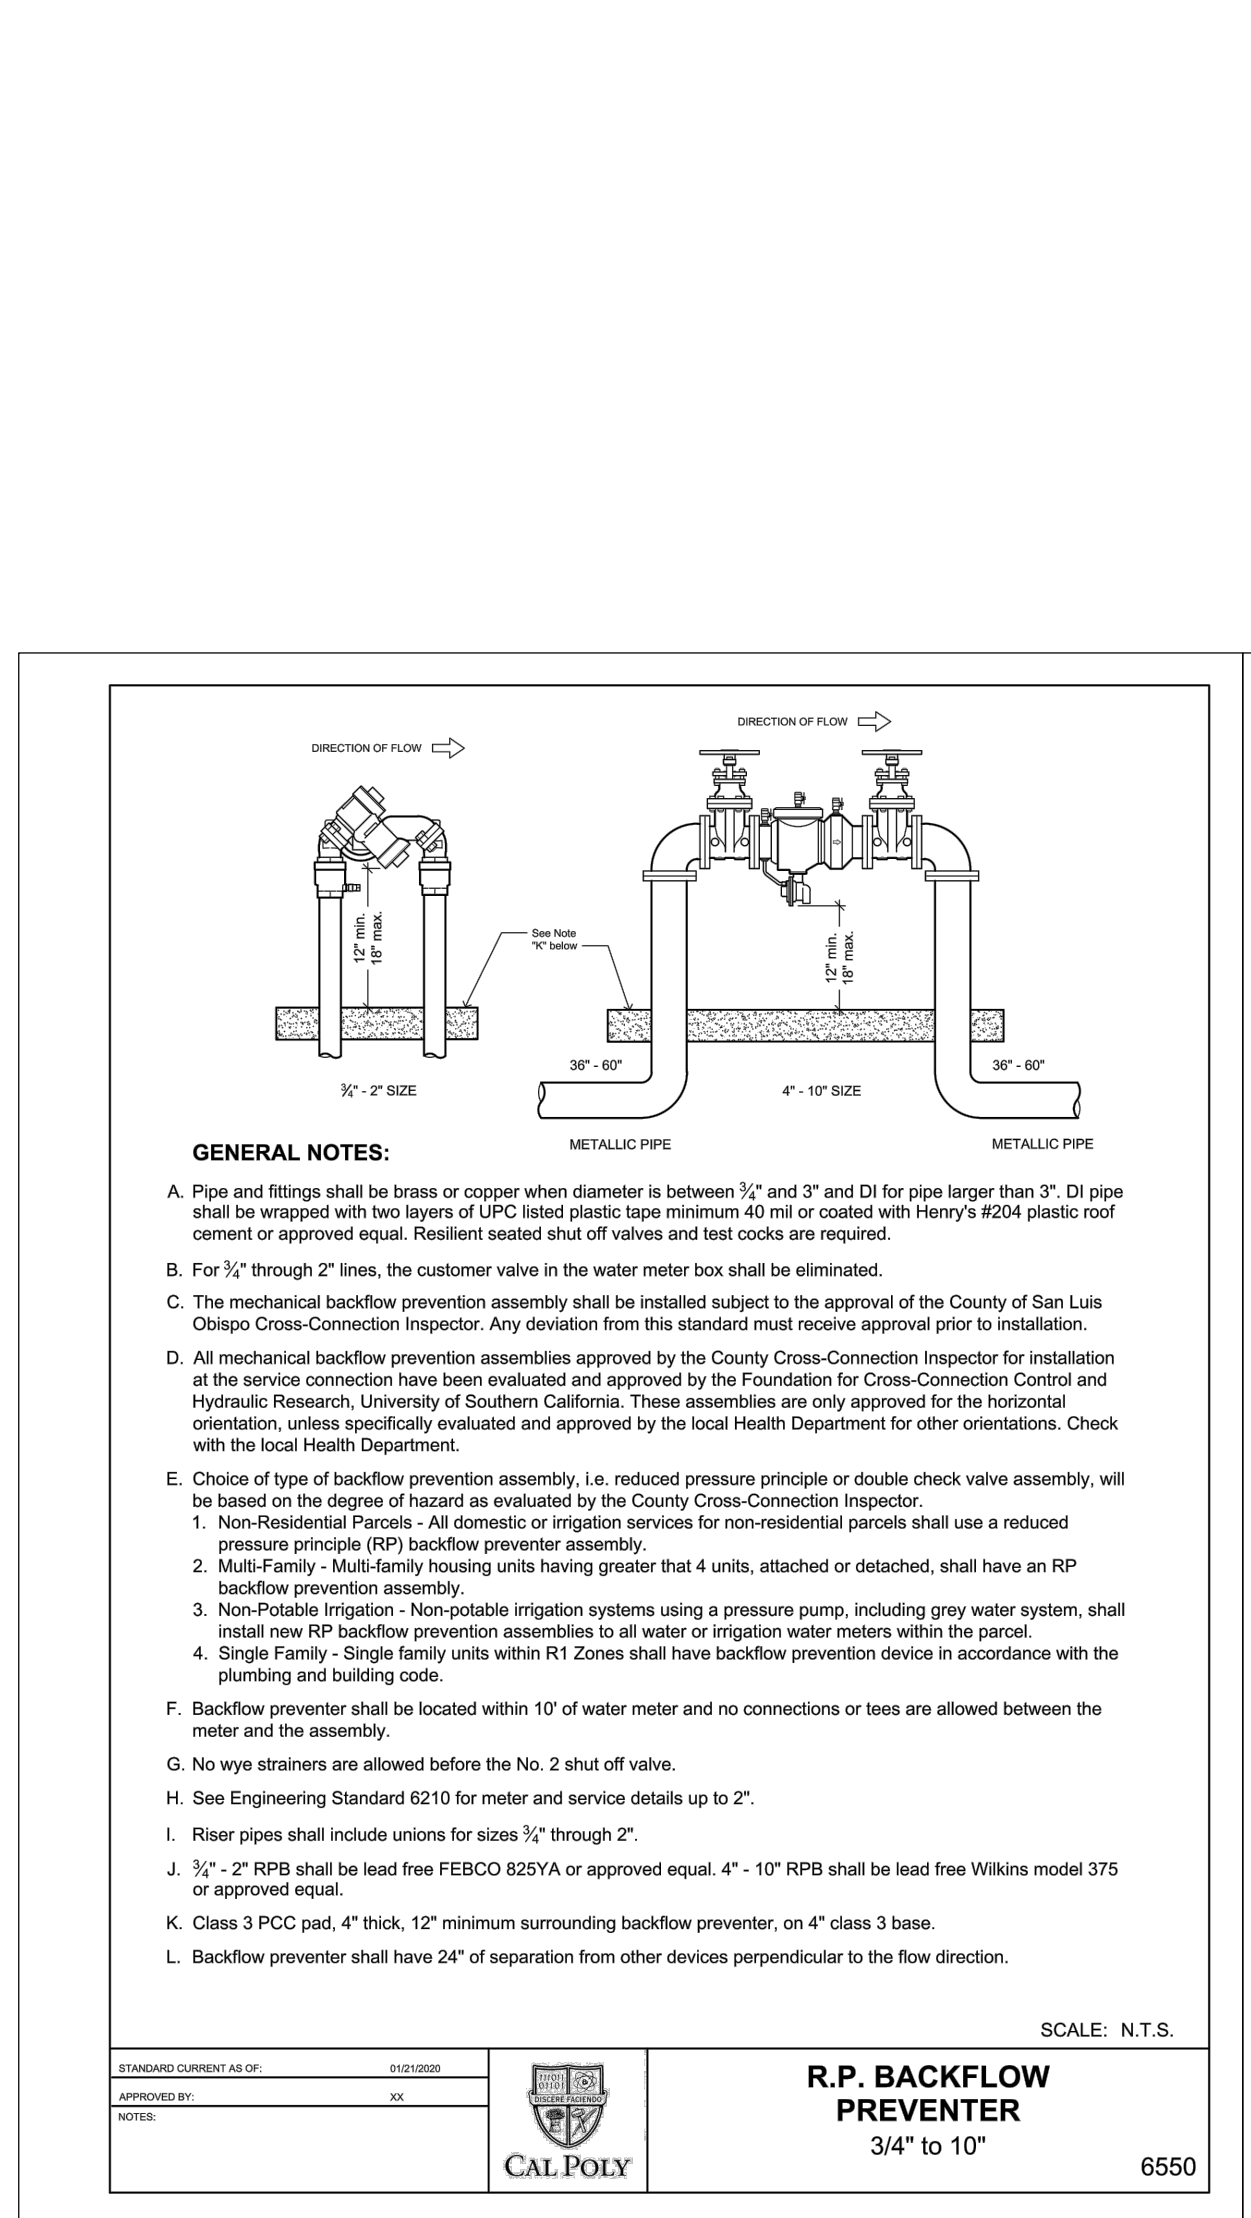 DIRECTION OF FLOW
DIRECTION OF FLOW
12" min.
18" max.
See Note
"K" below
12" min.
18" max.
36" - 60"
36" - 60"
¾" - 2" SIZE
4" - 10" SIZE
METALLIC PIPE
METALLIC PIPE
GENERAL NOTES:
A. Pipe and fittings shall be brass or copper when diameter is between ¾" and 3" and DI for pipe larger than 3". DI pipe
shall be wrapped with two layers of UPC listed plastic tape minimum 40 mil or coated with Henry's #204 plastic roof
cement or approved equal. Resilient seated shut off valves and test cocks are required.
B. For ¾" through 2" lines, the customer valve in the water meter box shall be eliminated.
C. The mechanical backflow prevention assembly shall be installed subject to the approval of the County of San Luis
Obispo Cross-Connection Inspector. Any deviation from this standard must receive approval prior to installation.
D. All mechanical backflow prevention assemblies approved by the County Cross-Connection Inspector for installation
at the service connection have been evaluated and approved by the Foundation for Cross-Connection Control and
Hydraulic Research, University of Southern California. These assemblies are only approved for the horizontal
orientation, unless specifically evaluated and approved by the local Health Department for other orientations. Check
with the local Health Department.
E. Choice of type of backflow prevention assembly, i.e. reduced pressure principle or double check valve assembly, will
be based on the degree of hazard as evaluated by the County Cross-Connection Inspector.
1. Non-Residential Parcels - All domestic or irrigation services for non-residential parcels shall use a reduced
pressure principle (RP) backflow preventer assembly.
2. Multi-Family - Multi-family housing units having greater that 4 units, attached or detached, shall have an RP
backflow prevention assembly.
3. Non-Potable Irrigation - Non-potable irrigation systems using a pressure pump, including grey water system, shall
install new RP backflow prevention assemblies to all water or irrigation water meters within the parcel.
4. Single Family - Single family units within R1 Zones shall have backflow prevention device in accordance with the
plumbing and building code.
F. Backflow preventer shall be located within 10' of water meter and no connections or tees are allowed between the
meter and the assembly.
G. No wye strainers are allowed before the No. 2 shut off valve.
H. See Engineering Standard 6210 for meter and service details up to 2".
I. Riser pipes shall include unions for sizes ¾" through 2".
J. ¾" - 2" RPB shall be lead free FEBCO 825YA or approved equal. 4" - 10" RPB shall be lead free Wilkins model 375
or approved equal.
K. Class 3 PCC pad, 4" thick, 12" minimum surrounding backflow preventer, on 4" class 3 base.
L. Backflow preventer shall have 24" of separation from other devices perpendicular to the flow direction.
SCALE: N.T.S.
STANDARD CURRENT AS OF: 01/21/2020
APPROVED BY: XX
NOTES:
DISCERE FACIENDO
CAL POLY
R.P. BACKFLOW
PREVENTER
3/4" to 10"
6550